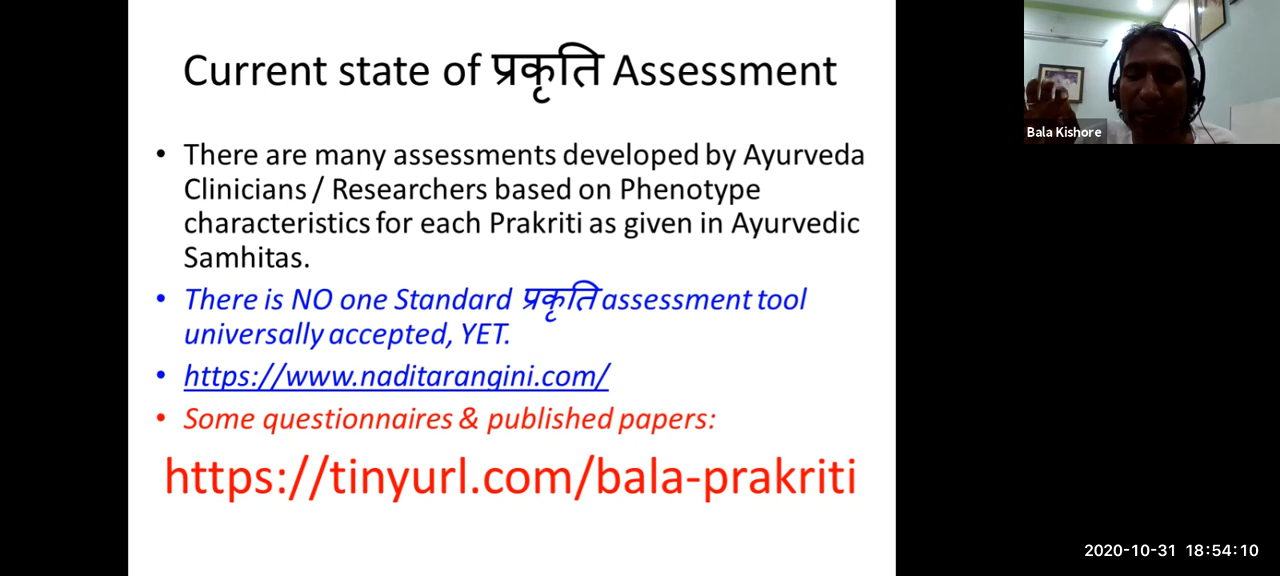 Current state of प्रकृति Assessment
• There are many assessments developed by Ayurveda
Clinicians / Researchers based on Phenotype
characteristics for each Prakriti as given in Ayurvedic
Samhitas.
• There is NO one Standard प्रकृति assessment tool
universally accepted, YET.
• https://www.naditarangini.com/
• Some questionnaires & published papers:
https://tinyurl.com/bala-prakriti
Bala Kishore
2020-10-31 18:54:10